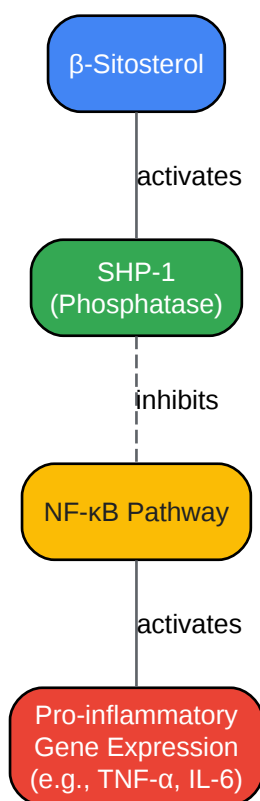 β-Sitosterol
activates
SHP-1
(Phosphatase)
inhibits
NF-κB Pathway
activates
Pro-inflammatory
Gene Expression
(e.g., TNF-α, IL-6)